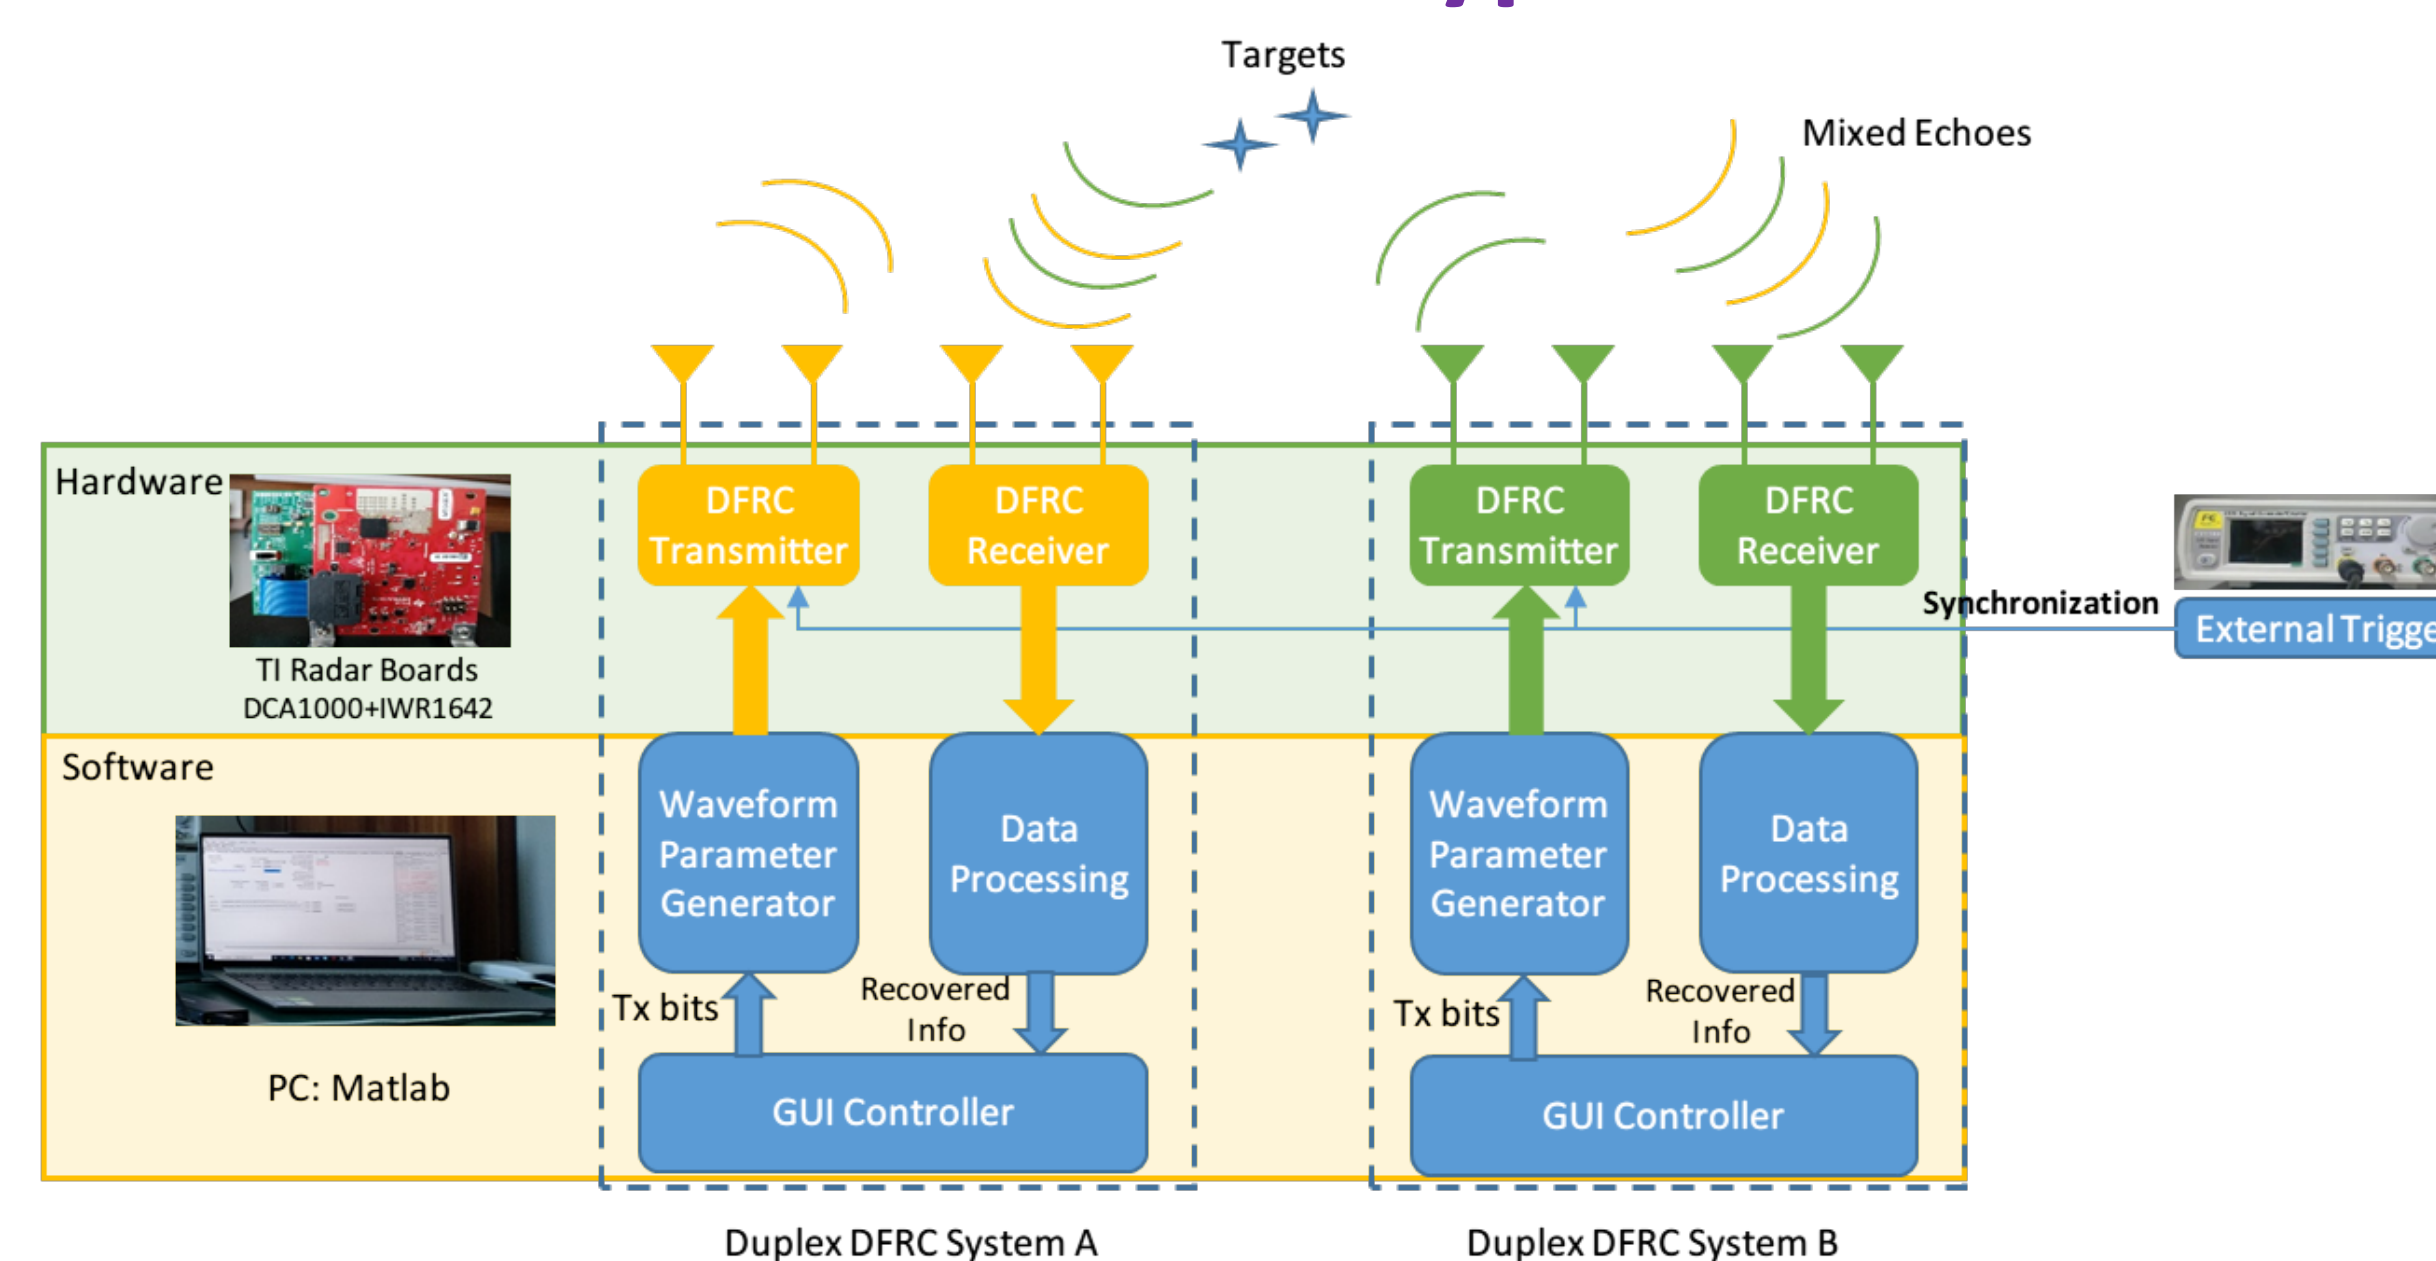 Targets
Mixed Echoes
Hardware
DFRC
Transmitter
DFRC
Receiver
DFRC
Transmitter
DFRC
Receiver
Synchronization
TI Radar Boards
DCA1000+IWR1642
External Trigge
Software
Waveform
Parameter
Generator
Data
Processing
Waveform
Parameter
Generator
Data
Processing
Tx bits
Recovered
Info
Tx bits
Recovered
Info
PC: Matlab
GUI Controller
GUI Controller
Duplex DFRC System A
Duplex DFRC System B